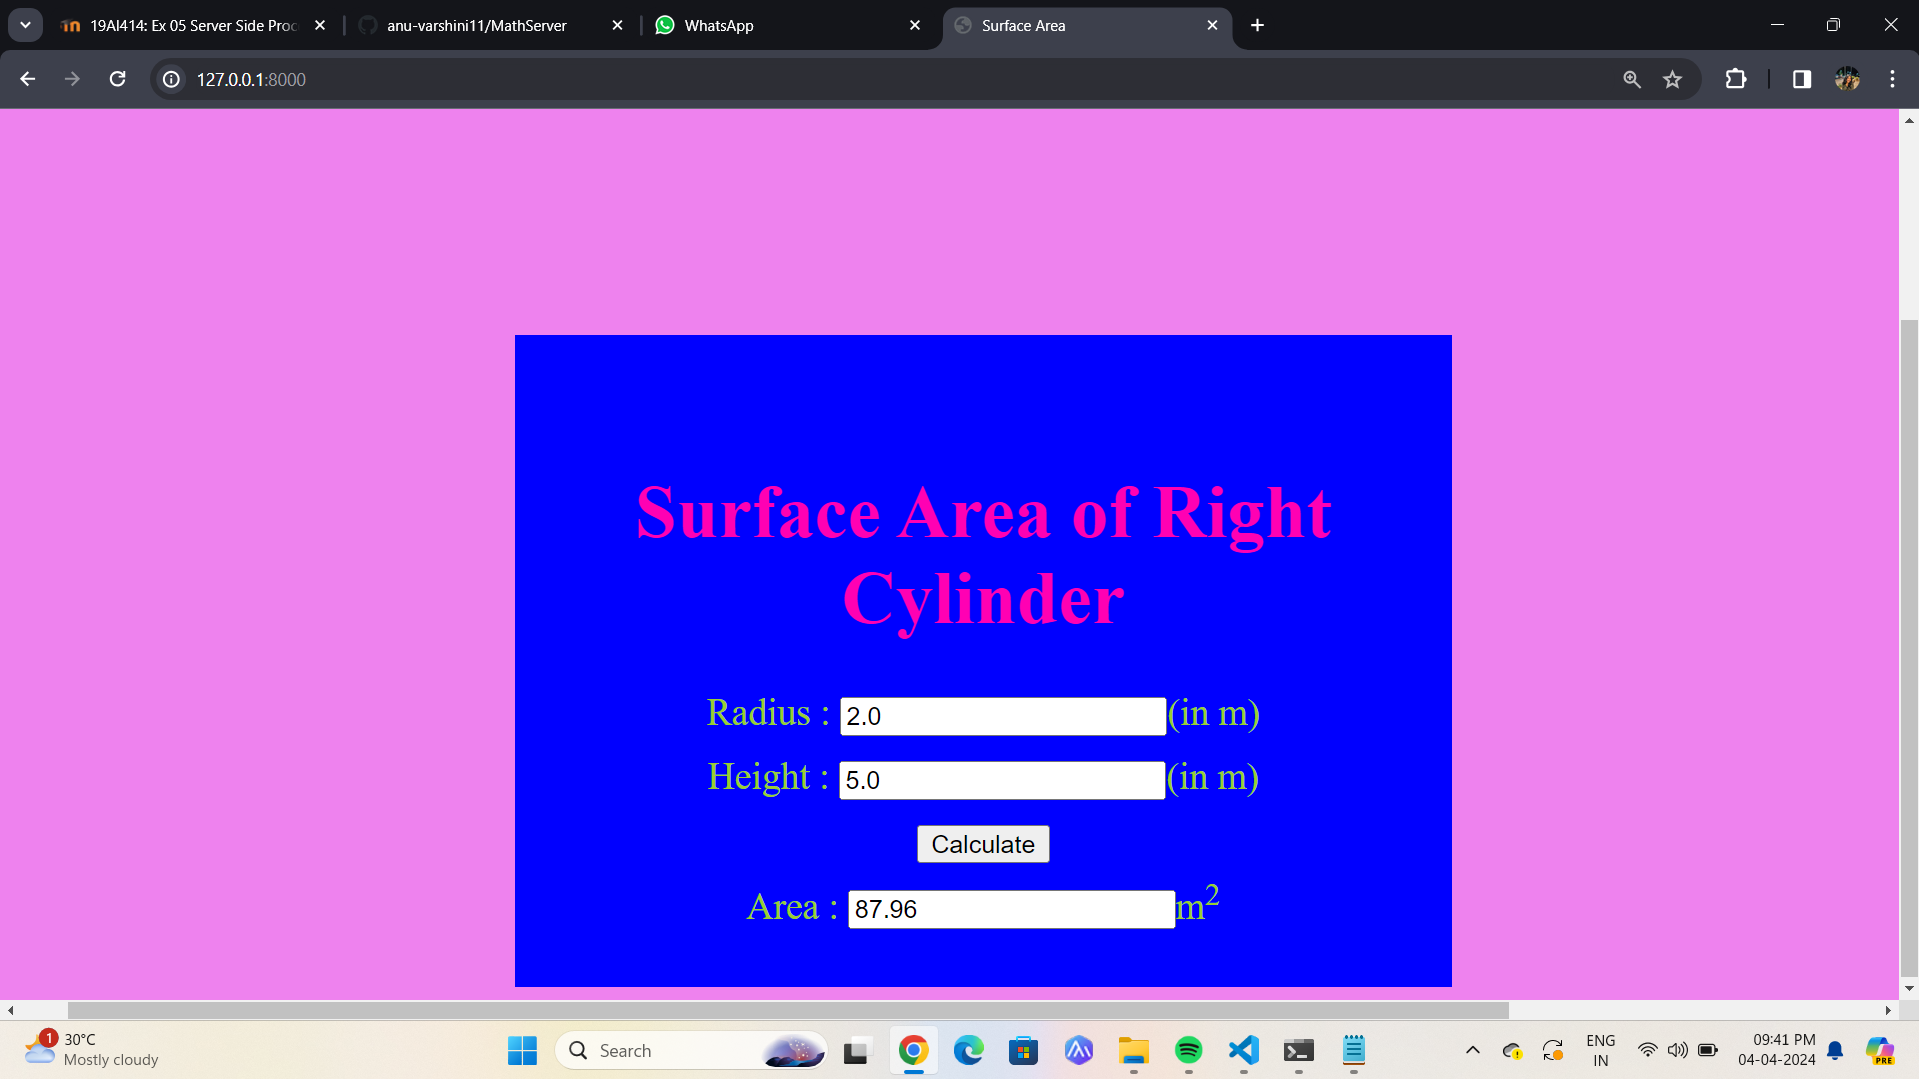 19AI414: Ex 05 Server Side Proc
anu-varshini11/MathServer
WhatsApp
Surface Area
127.0.0.1:8000
Surface Area of Right
Cylinder
Radius : 2.0 (in m)
Height : 5.0 (in m)
Calculate
Area : 87.96 m²
1
30°C
Mostly cloudy
Search
ENG
IN
09:41 PM
04-04-2024
PRE